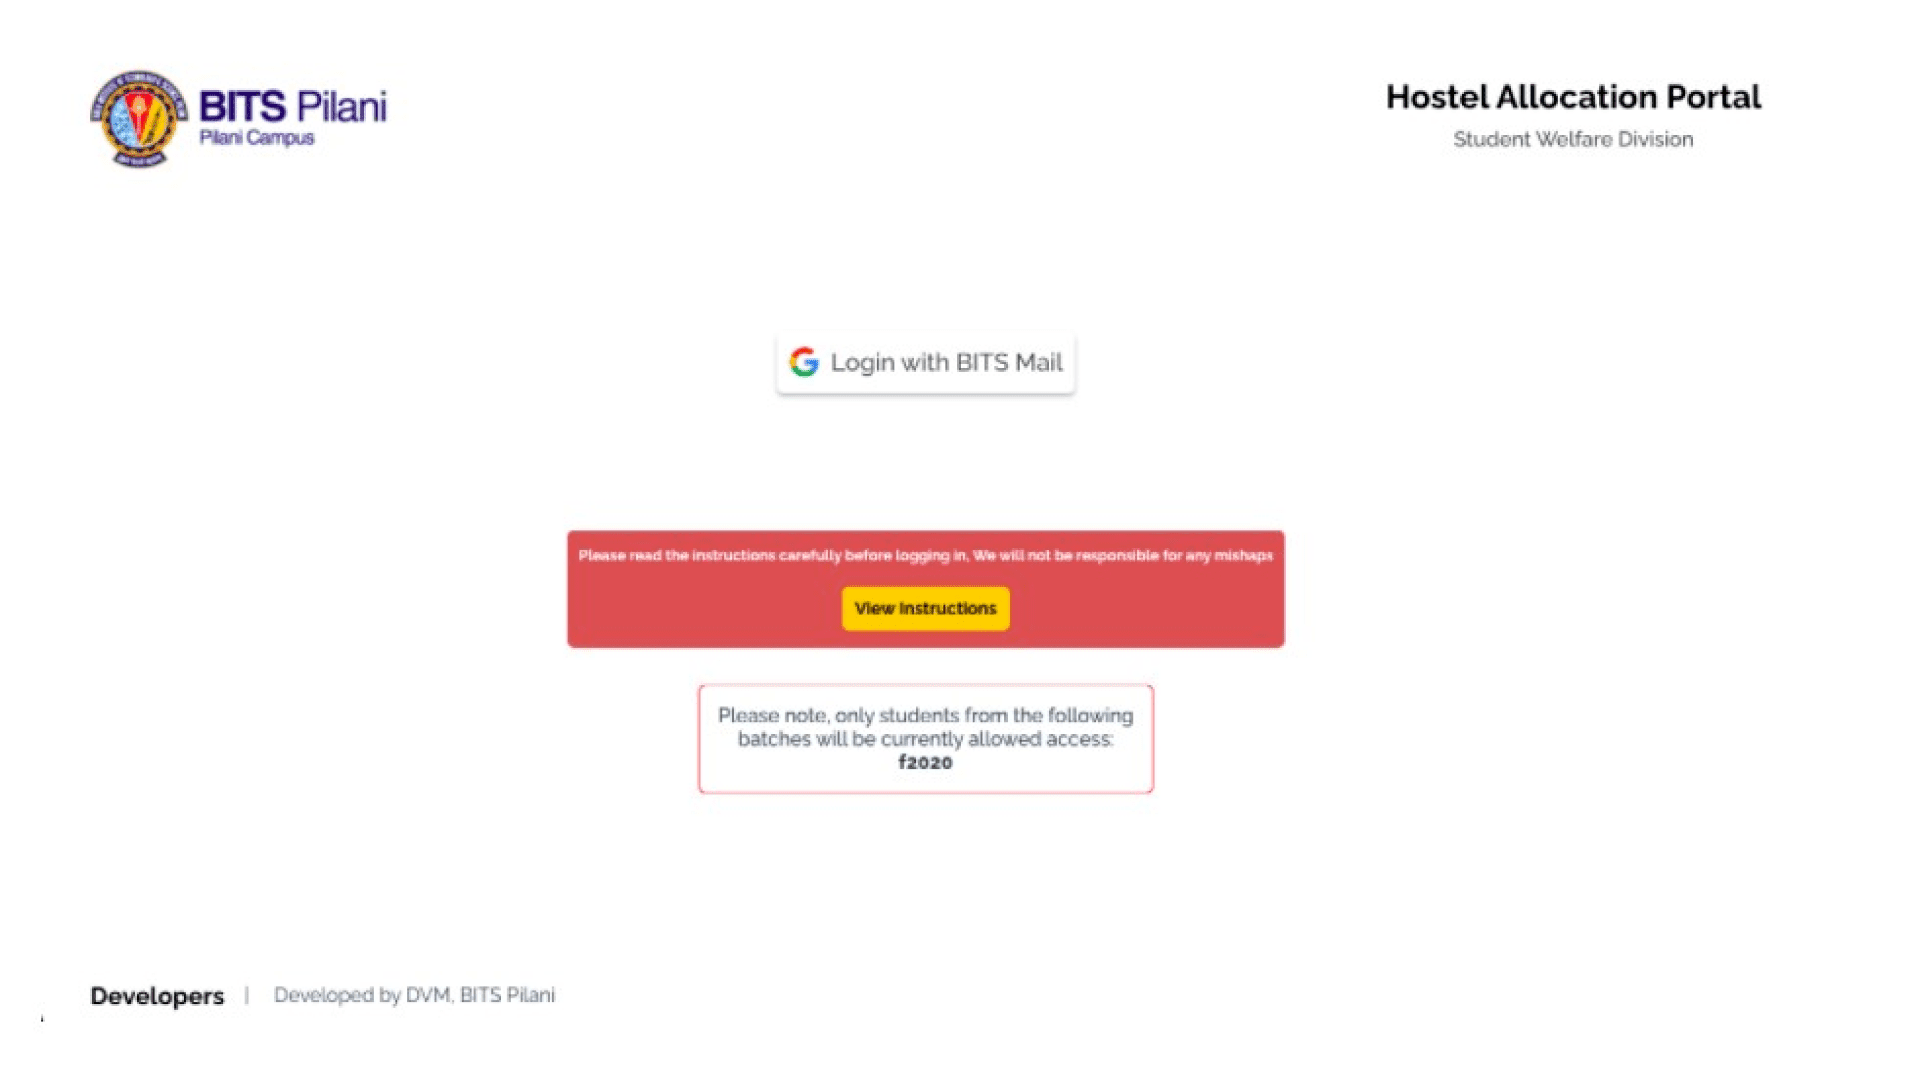 BITS Pilani
Pilani Campus
Hostel Allocation Portal
Student Welfare Division
Login with BITS Mail
Please read the instructions carefully before logging in, We will not be responsible for any mishaps
View Instructions
Please note, only students from the following
batches will be currently allowed access:
f2020
Developers | Developed by DVM, BITS Pilani